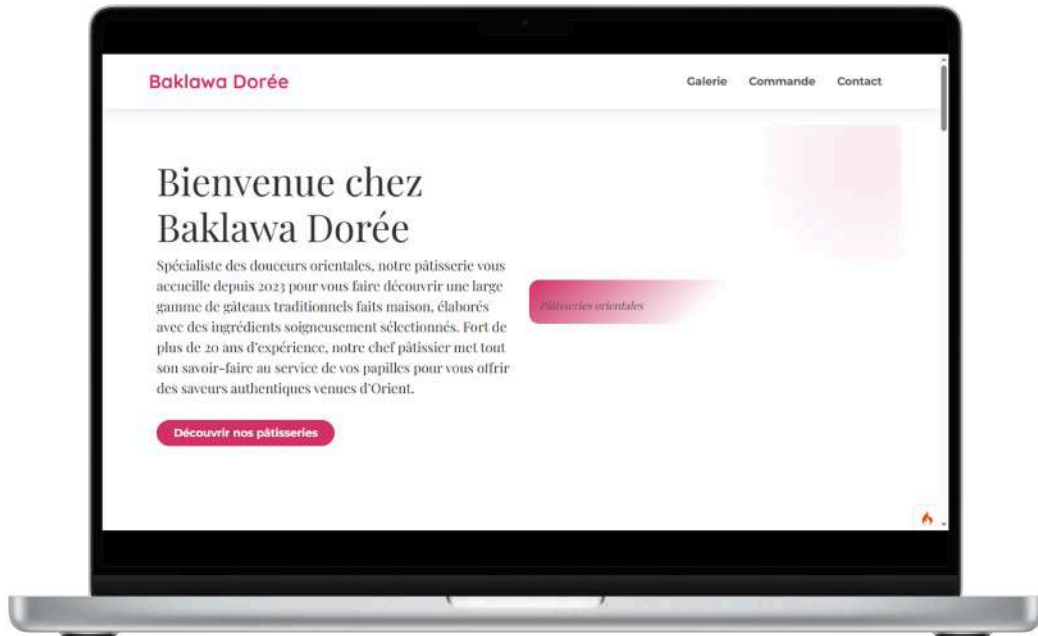 Baklawa Dorée
Galerie Commande Contact
Bienvenue chez
Baklawa Dorée
Spécialiste des douceurs orientales, notre pâtisserie vous
accueille depuis 2023 pour vous faire découvrir une large
gamme de gâteaux traditionnels faits maison, élaborés
avec des ingrédients soigneusement sélectionnés. Fort de
plus de 20 ans d'expérience, notre chef pâtissier met tout
son savoir-faire au service de vos papilles pour vous offrir
des saveurs authentiques venues d'Orient.
Pâtisseries orientales
Découvrir nos pâtisseries